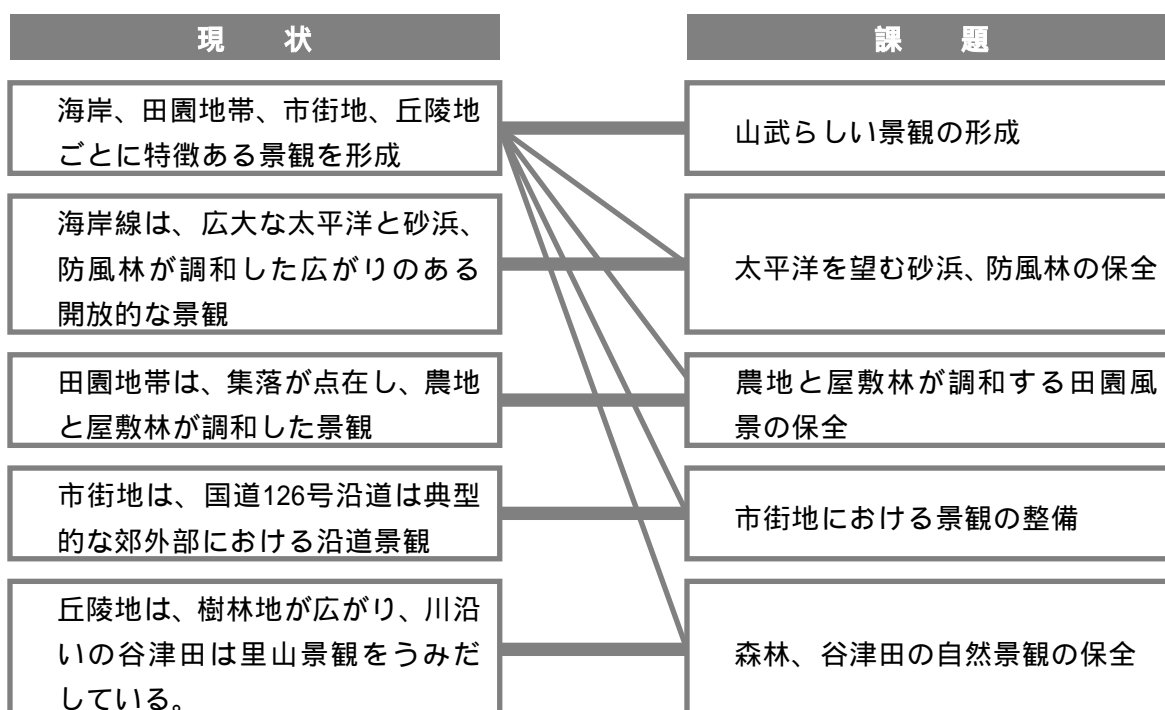 現　状
課　題
海岸、田園地帯、市街地、丘陵地
ごとに特徴ある景観を形成
山武らしい景観の形成
海岸線は、広大な太平洋と砂浜、
防風林が調和した広がりのある
開放的な景観
太平洋を望む砂浜、防風林の保全
田園地帯は、集落が点在し、農地
と屋敷林が調和した景観
農地と屋敷林が調和する田園風
景の保全
市街地は、国道126号沿道は典型
的な郊外部における沿道景観
市街地における景観の整備
丘陵地は、樹林地が広がり、川沿
いの谷津田は里山景観をうみだ
している。
森林、谷津田の自然景観の保全